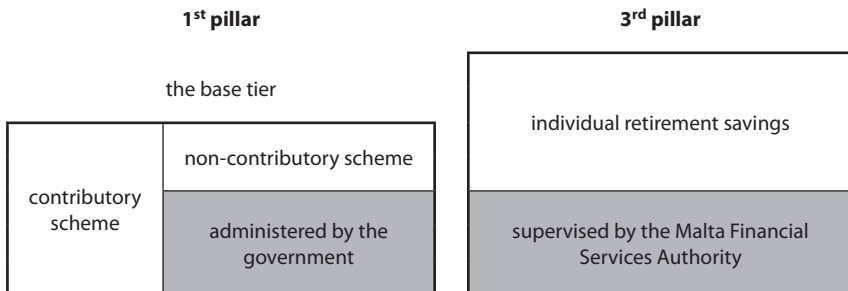 1st pillar
3rd pillar
the base tier
contributory
scheme
non-contributory scheme
administered by the
government
individual retirement savings
supervised by the Malta Financial
Services Authority